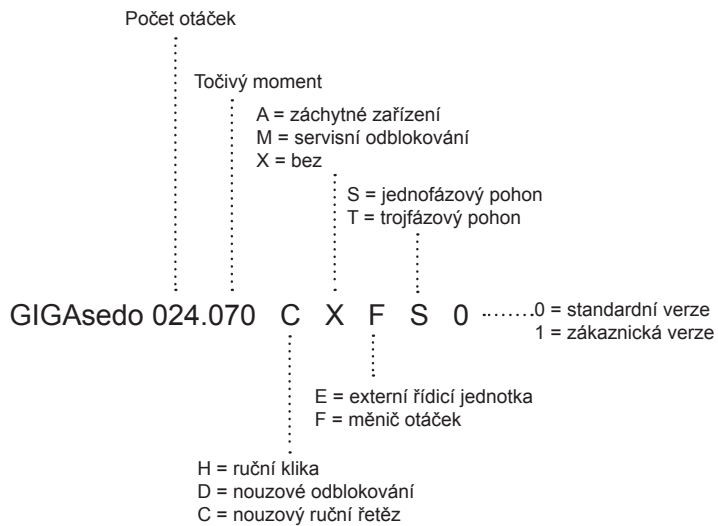 Počet otáček
Točivý moment
A = záchytné zařízení
M = servisní odblokování
X = bez
S = jednofázový pohon
T = trojfázový pohon
GIGAsedo 024.070 C X F S 0
0 = standardní verze
1 = zákaznická verze
E = externí řídicí jednotka
F = měnič otáček
H = ruční klika
D = nouzové odblokování
C = nouzový ruční řetěz